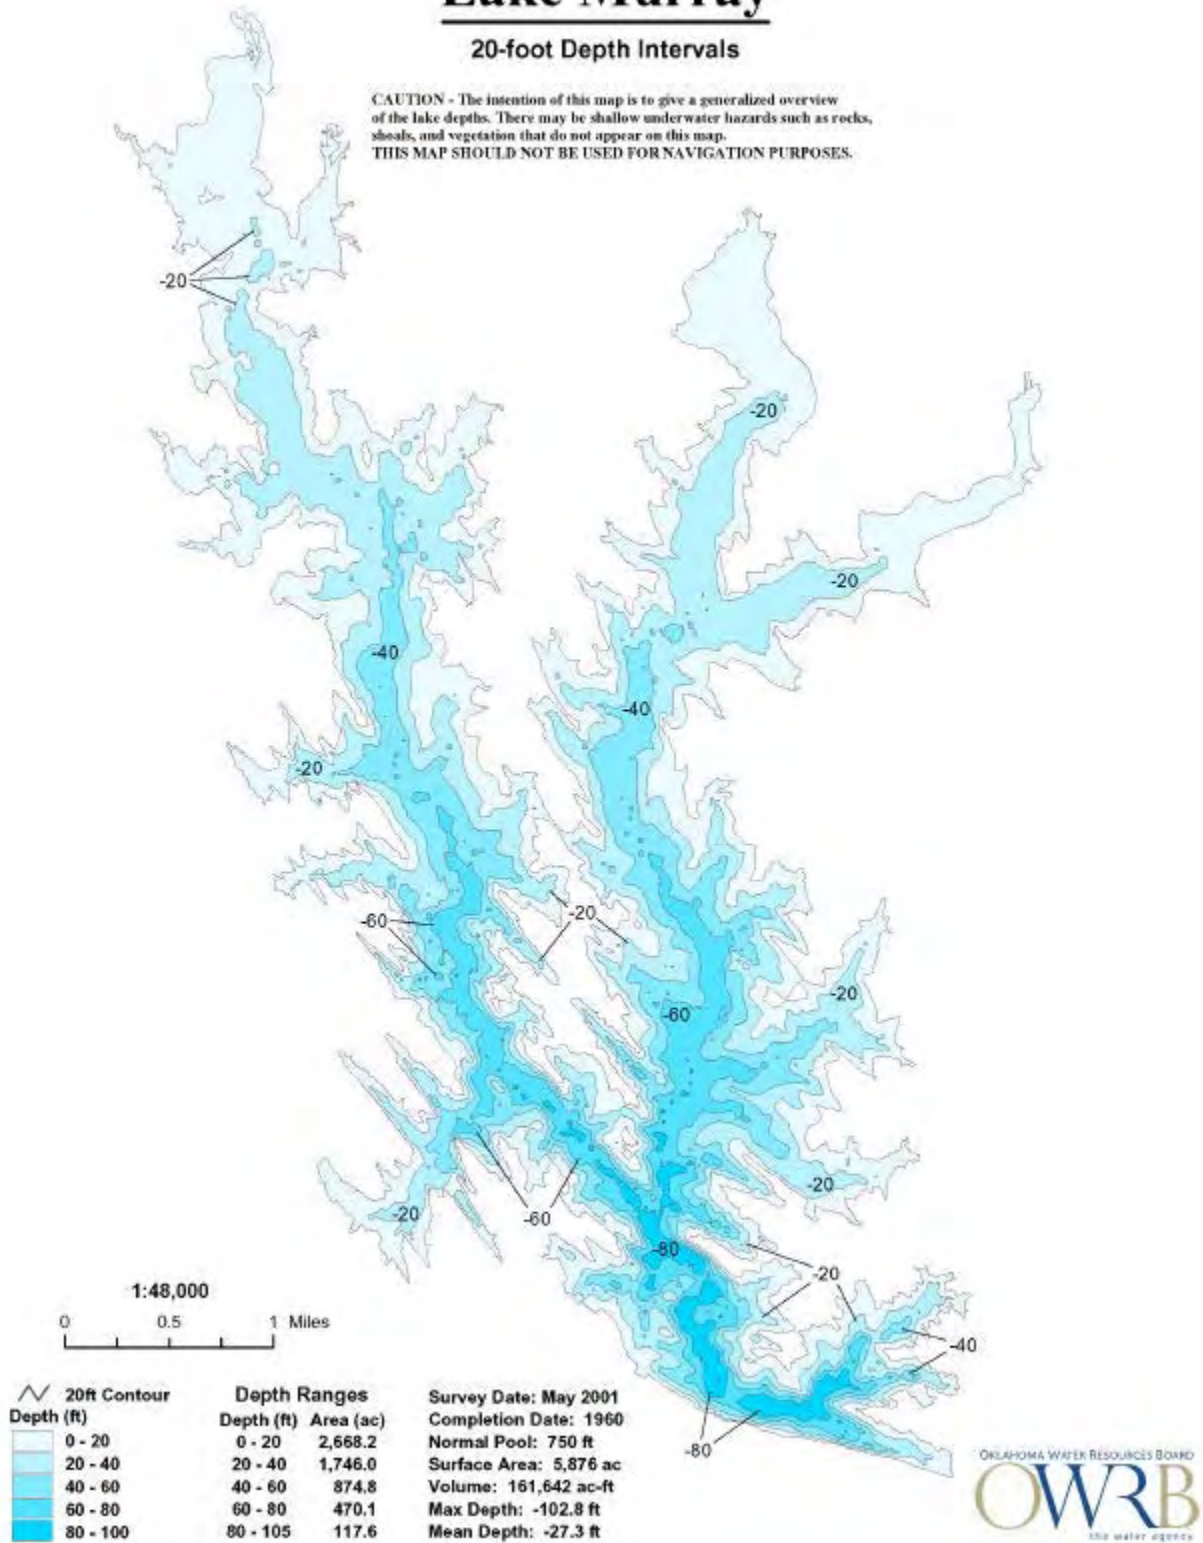 Lake Murray
20-foot Depth Intervals
CAUTION - The intention of this map is to give a generalized overview
of the lake depths. There may be shallow underwater hazards such as rocks,
shoals, and vegetation that do not appear on this map.
THIS MAP SHOULD NOT BE USED FOR NAVIGATION PURPOSES.
-20
-20
-20
-40
-40
-20
-60
-20
-20
-60
-20
-20
-60
-80
-20
-40
-80
1:48,000
0 0.5 1 Miles
20ft Contour
Depth (ft)
0 - 20
20 - 40
40 - 60
60 - 80
80 - 100
Depth Ranges
Depth (ft) Area (ac)
0 - 20 2,668.2
20 - 40 1,746.0
40 - 60 874.8
60 - 80 470.1
80 - 105 117.6
Survey Date: May 2001
Completion Date: 1960
Normal Pool: 750 ft
Surface Area: 5,876 ac
Volume: 161,642 ac-ft
Max Depth: -102.8 ft
Mean Depth: -27.3 ft
OKLAHOMA WATER RESOURCES BOARD
OWRB
the water agency